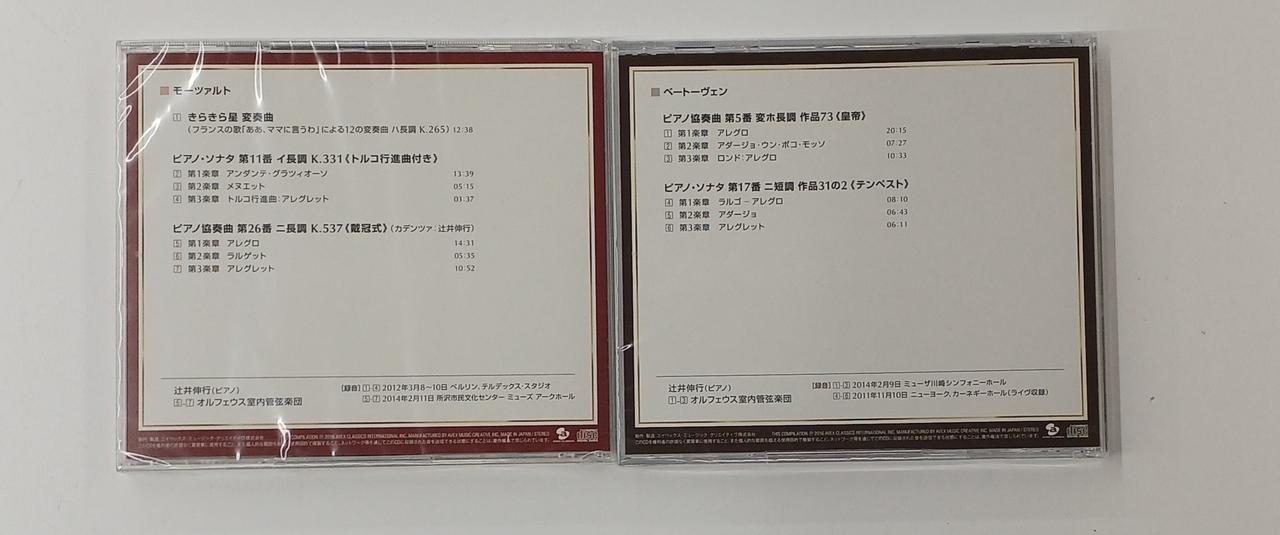 モーツァルト
1 きらきら星 変奏曲
(フランスの歌「ああ、ママに言うわ」による12の変奏曲 ハ長調 K.265) 12:38
ピアノ・ソナタ 第11番 イ長調 K.331《トルコ行進曲付き》
2 第1楽章 アンダンテ・グラツィオーソ 13:39
3 第2楽章 メヌエット 05:15
4 第3楽章 トルコ行進曲:アレグレット 03:37
ピアノ協奏曲 第26番 ニ長調 K.537《戴冠式》(カデンツァ:辻井伸行)
5 第1楽章 アレグロ 14:31
6 第2楽章 ラルゲット 05:35
7 第3楽章 アレグレット 10:52
辻井伸行(ピアノ)
5-7 オルフェウス室内管弦楽団
[録音] 1-4 2012年3月8〜10日 ベルリン、テルデックス・スタジオ
5-7 2014年2月11日 所沢市民文化センター ミューズ アークホール
ベートーヴェン
ピアノ協奏曲 第5番 変ホ長調 作品73《皇帝》
1 第1楽章 アレグロ 20:15
2 第2楽章 アダージョ・ウン・ポコ・モッソ 07:27
3 第3楽章 ロンド:アレグロ 10:33
ピアノ・ソナタ 第17番 ニ短調 作品31の2《テンペスト》
4 第1楽章 ラルゴ – アレグロ 08:10
5 第2楽章 アダージョ 06:43
6 第3楽章 アレグレット 06:11
辻井伸行(ピアノ)
1-3 オルフェウス室内管弦楽団
[録音] 1-3 2014年2月9日 ミューザ川崎シンフォニーホール
4-6 2011年11月10日 ニューヨーク、カーネギーホール(ライヴ収録)